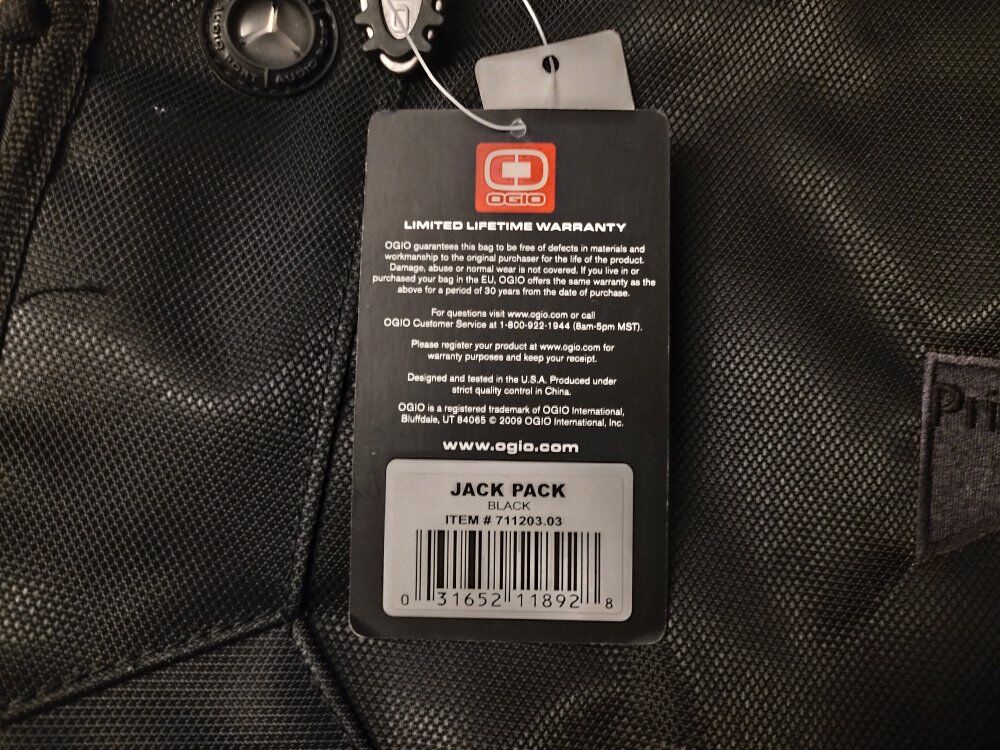 PORT AUDIO
OGIO
LIMITED LIFETIME WARRANTY
OGIO guarantees this bag to be free of defects in materials and
workmanship to the original purchaser for the life of the product.
Damage, abuse or normal wear is not covered. If you live in or
purchased your bag in the EU, OGIO offers the same warranty as the
above for a period of 30 years from the date of purchase.
For questions visit www.ogio.com or call
OGIO Customer Service at 1-800-922-1944 (8am-5pm MST).
Please register your product at www.ogio.com for
warranty purposes and keep your receipt.
Designed and tested in the U.S.A. Produced under
strict quality control in China.
OGIO is a registered trademark of OGIO International,
Bluffdale, UT 84065 © 2009 OGIO International, Inc.
www.ogio.com
JACK PACK
BLACK
ITEM # 711203.03
0 31652 11892 8
Pri